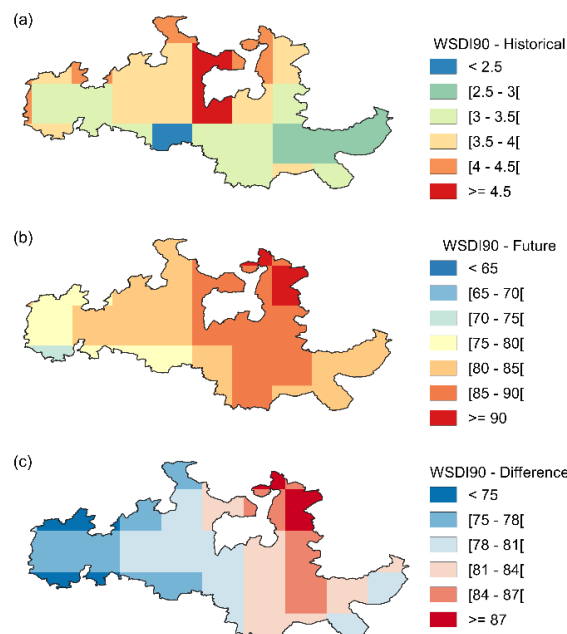 (a)
WSDI90 - Historical
< 2.5
[2.5 - 3[
[3 - 3.5[
[3.5 - 4[
[4 - 4.5[
>= 4.5
(b)
WSDI90 - Future
< 65
[65 - 70[
[70 - 75[
[75 - 80[
[80 - 85[
[85 - 90[
>= 90
(c)
WSDI90 - Difference
< 75
[75 - 78[
[78 - 81[
[81 - 84[
[84 - 87[
>= 87